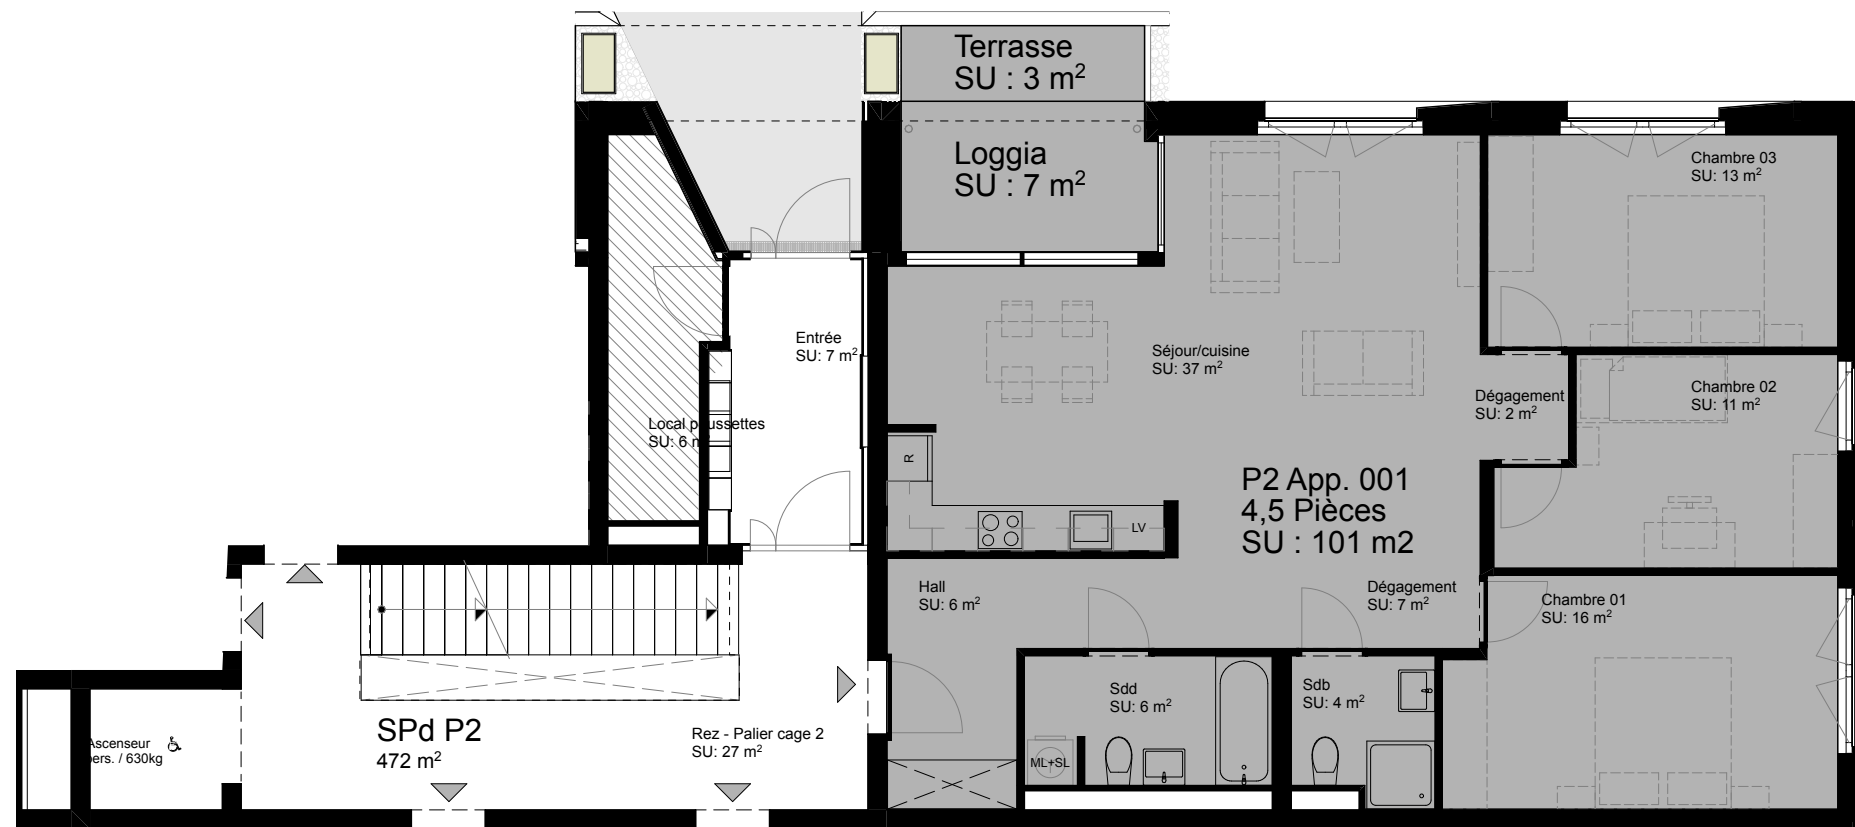 Terrasse
SU : 3 m²
Loggia
SU : 7 m²
Chambre 03
SU: 13 m²
Entrée
SU: 7 m²
Séjour/cuisine
SU: 37 m²
Dégagement
SU: 2 m²
Chambre 02
SU: 11 m²
Local poussettes
SU: 6 m²
R
P2 App. 001
4,5 Pièces
SU : 101 m2
LV
Hall
SU: 6 m²
Dégagement
SU: 7 m²
Chambre 01
SU: 16 m²
Sdd
SU: 6 m²
Sdb
SU: 4 m²
SPd P2
472 m²
Rez - Palier cage 2
SU: 27 m²
Ascenseur
pers. / 630kg
ML+SL